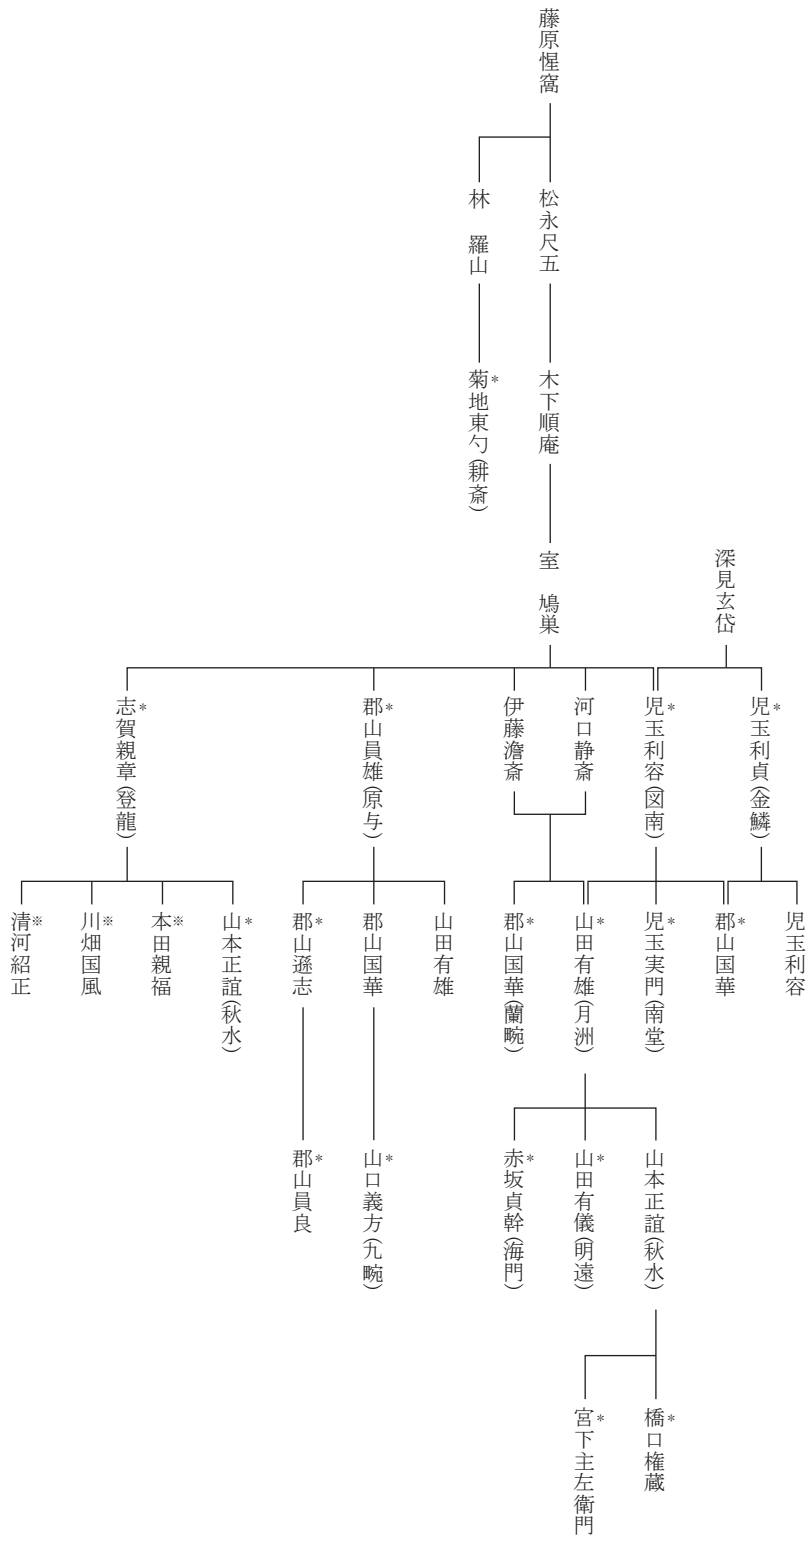 藤原惺窩
松永尺五
林 羅山
木下順庵
菊*地東勺(耕斎)
深見玄岱
室 鳩巣
児*玉利貞(金鱗)
児*玉利容(図南)
河口静斎
伊藤澹斎
郡*山員雄(原与)
志*賀親章(登龍)
児玉利容
郡*山国華
児*玉実門(南堂)
山*田有雄(月洲)
郡*山国華(蘭畹)
山田有雄
郡山国華
郡*山遜志
山*本正誼(秋水)
本※田親福
川※畑国風
清※河紹正
山本正誼(秋水)
山*田有儀(明遠)
赤*坂貞幹(海門)
山*口義方(九畹)
郡*山員良
橋*口権蔵
宮*下主左衛門